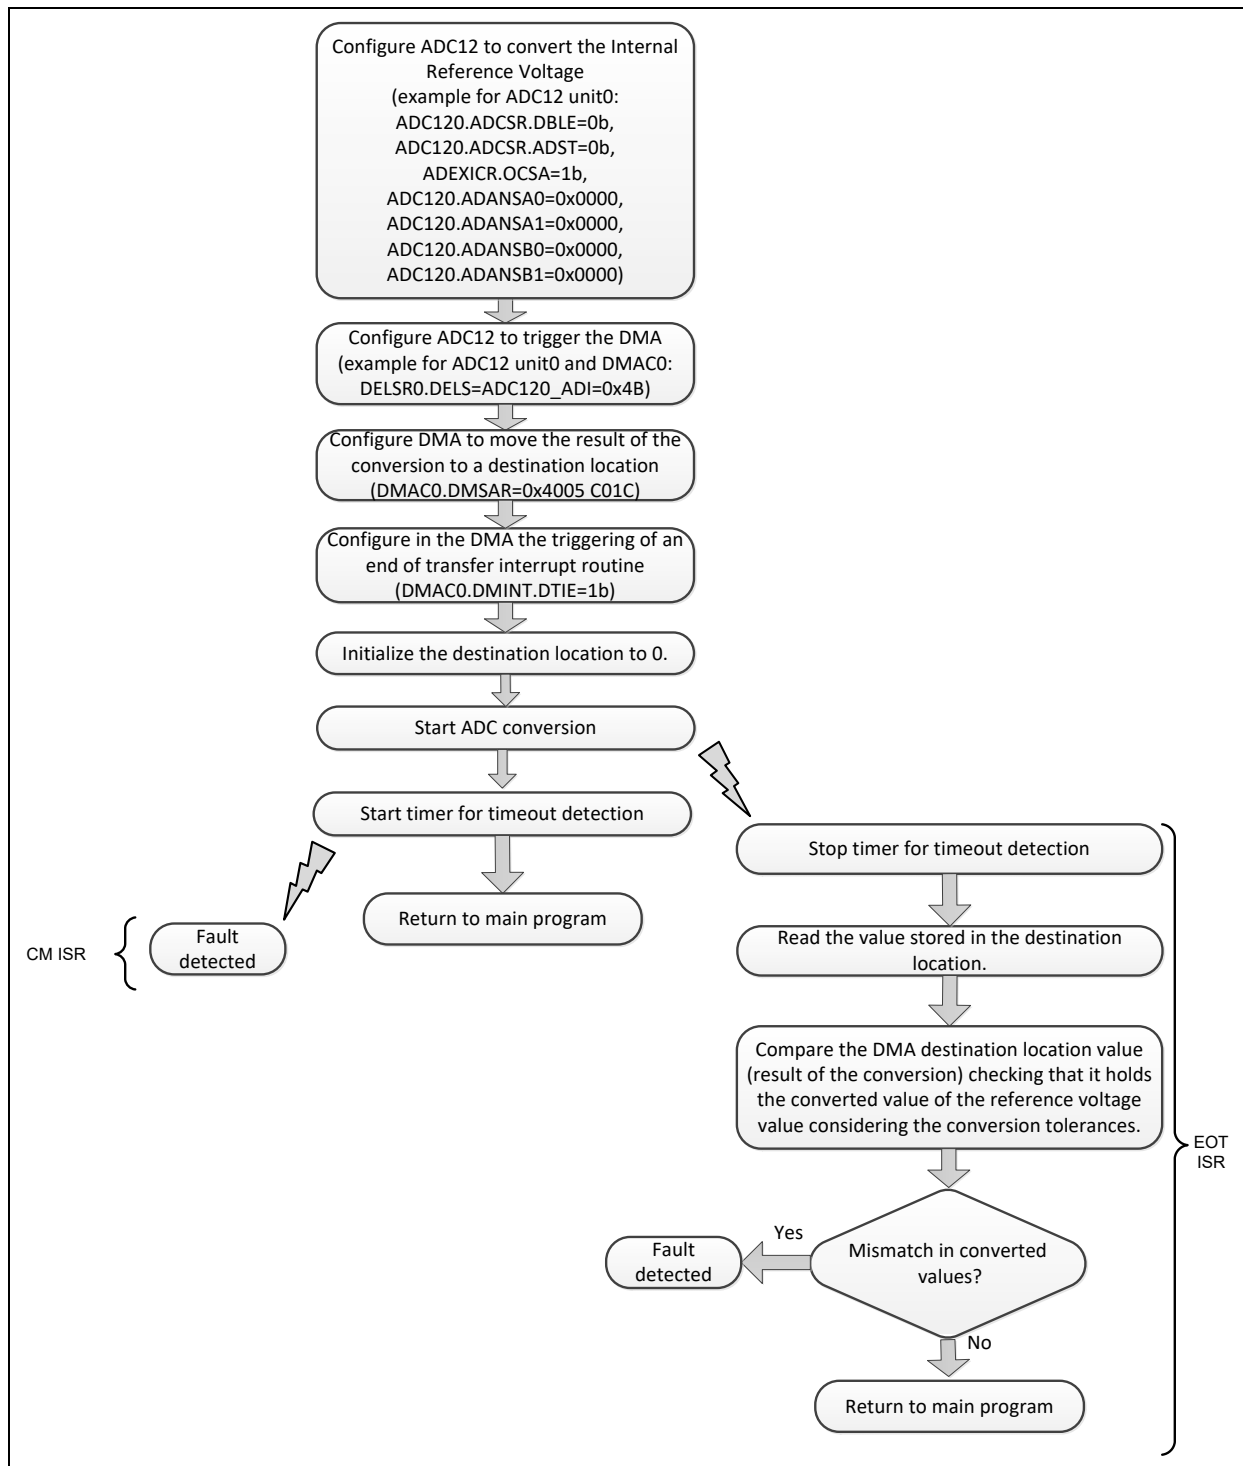 Configure ADC12 to convert the Internal
Reference Voltage
(example for ADC12 unit0:
ADC120.ADCSR.DBLE=0b,
ADC120.ADCSR.ADST=0b,
ADEXICR.OCSA=1b,
ADC120.ADANSA0=0x0000,
ADC120.ADANSA1=0x0000,
ADC120.ADANSB0=0x0000,
ADC120.ADANSB1=0x0000)
Configure ADC12 to trigger the DMA
(example for ADC12 unit0 and DMAC0:
DELSR0.DELS=ADC120_ADI=0x4B)
Configure DMA to move the result of the
conversion to a destination location
(DMAC0.DMSAR=0x4005 C01C)
Configure in the DMA the triggering of an
end of transfer interrupt routine
(DMAC0.DMINT.DTIE=1b)
Initialize the destination location to 0.
Start ADC conversion
Start timer for timeout detection
Return to main program
CM ISR
Fault
detected
Stop timer for timeout detection
Read the value stored in the destination
location.
Compare the DMA destination location value
(result of the conversion) checking that it holds
the converted value of the reference voltage
value considering the conversion tolerances.
EOT
ISR
Mismatch in converted
values?
Yes
Fault
detected
No
Return to main program